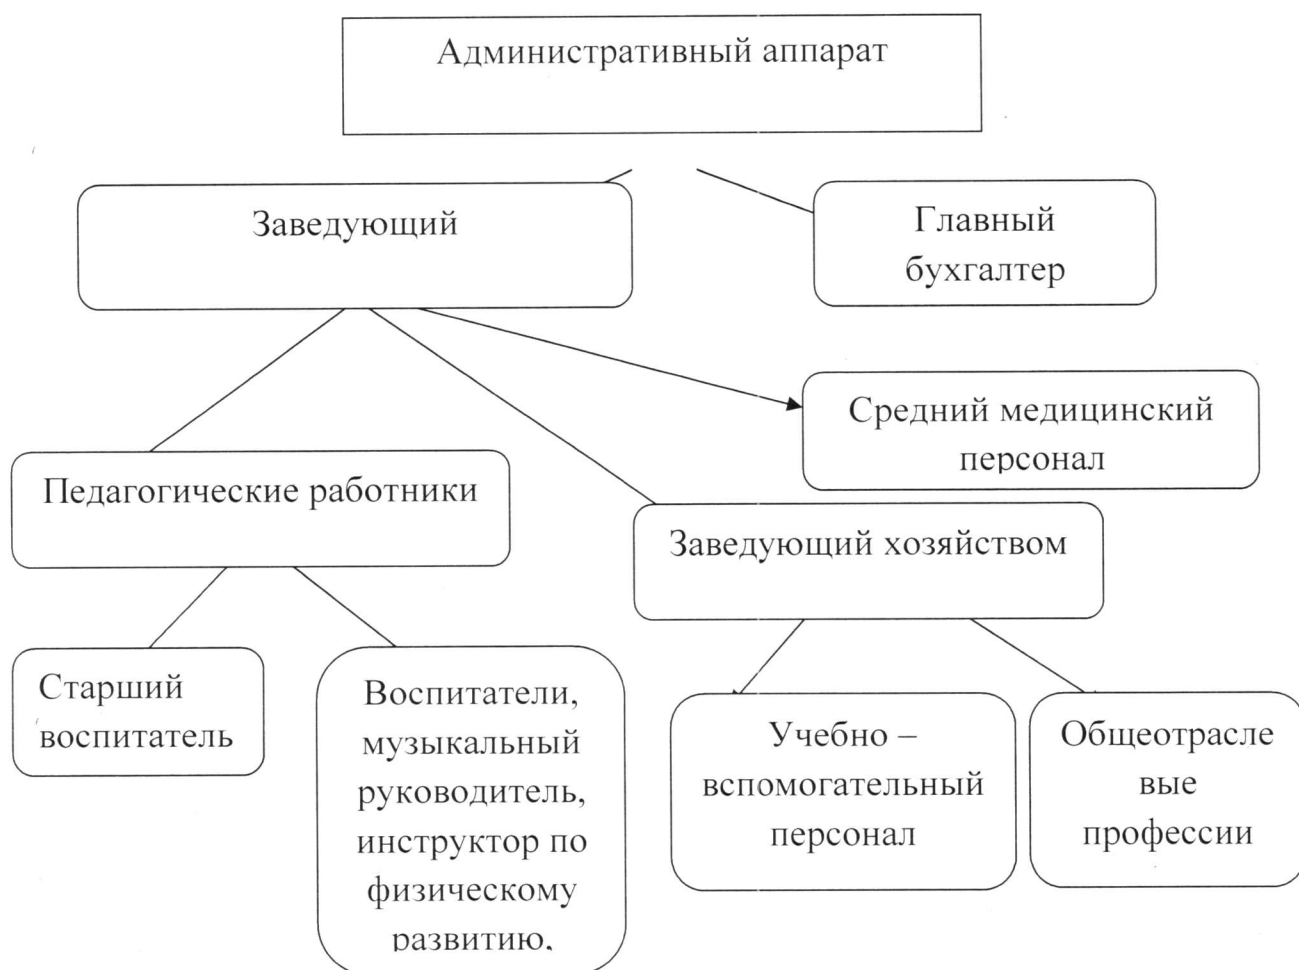 Административный аппарат
Заведующий
Главный
бухгалтер
Средний медицинский
персонал
Педагогические работники
Заведующий хозяйством
Старший
воспитатель
Воспитатели,
музыкальный
руководитель,
инструктор по
физическому
развитию,
Учебно –
вспомогательный
персонал
Общеотрасле
вые
профессии